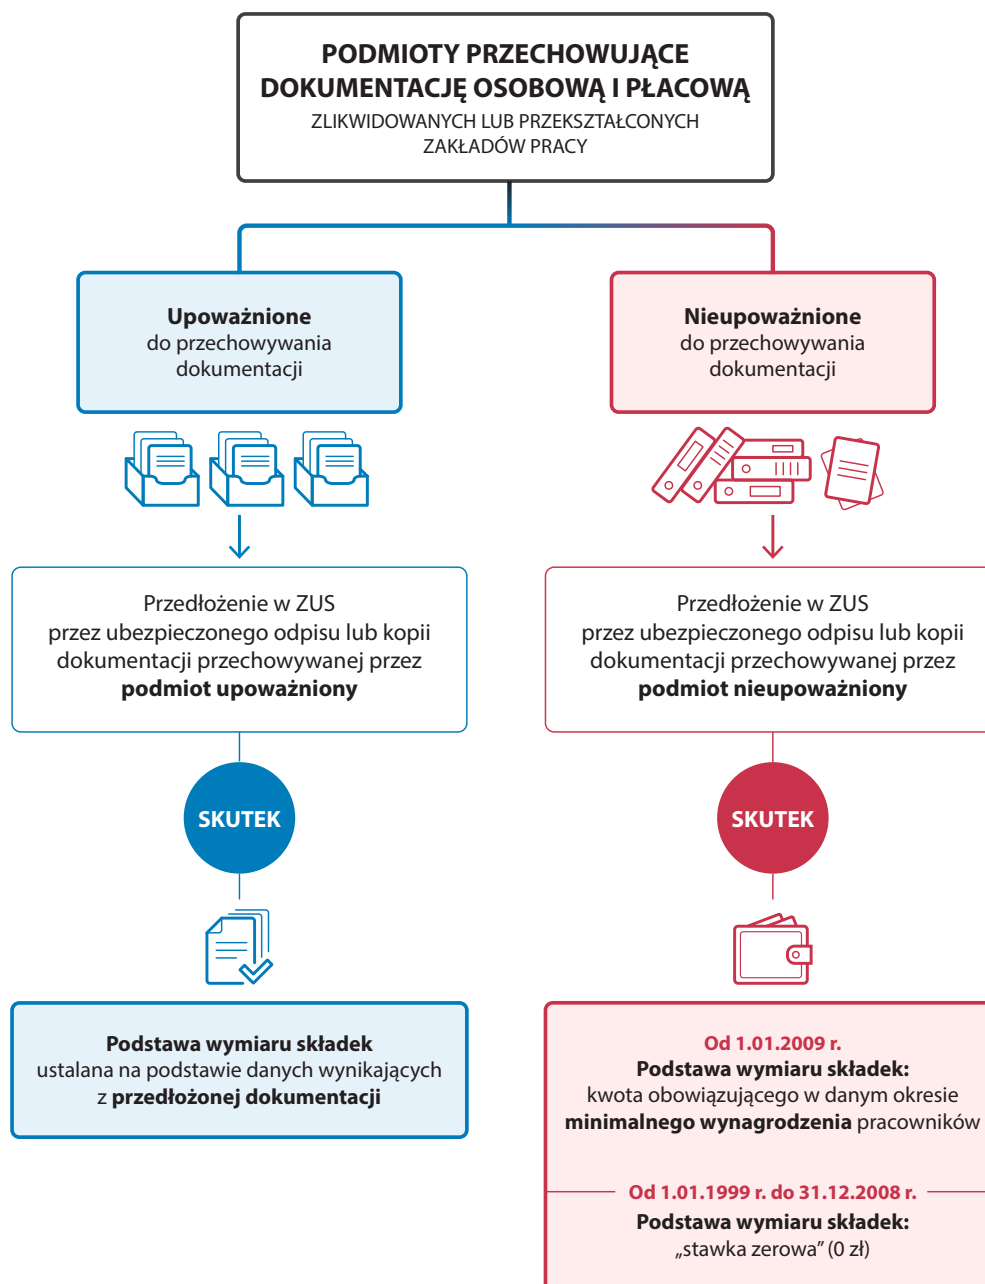 PODMIOTY PRZECHOWUJĄCE
DOKUMENTACJĘ OSOBOWĄ I PŁACOWĄ
ZLIKWIDOWANYCH LUB PRZEKSZTAŁCONYCH
ZAKŁADÓW PRACY
Upoważnione
do przechowywania
dokumentacji
Nieupoważnione
do przechowywania
dokumentacji
Przedłożenie w ZUS
przez ubezpieczonego odpisu lub kopii
dokumentacji przechowywanej przez
podmiot upoważniony
Przedłożenie w ZUS
przez ubezpieczonego odpisu lub kopii
dokumentacji przechowywanej przez
podmiot nieupoważniony
SKUTEK
SKUTEK
Podstawa wymiaru składek
ustalana na podstawie danych wynikających
z przedłożonej dokumentacji
Od 1.01.2009 r.
Podstawa wymiaru składek:
kwota obowiązującego w danym okresie
minimalnego wynagrodzenia pracowników
Od 1.01.1999 r. do 31.12.2008 r.
Podstawa wymiaru składek:
„stawka zerowa” (0 zł)